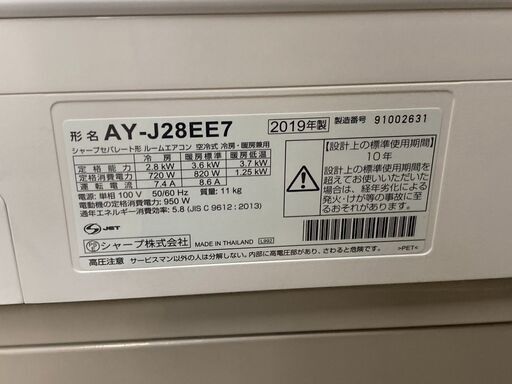 形 名 AY-J28EE7 2019年製 製造番号 91002631
シャープセパレート形 ルームエアコン 空冷式 冷房・暖房兼用
冷 房 暖房標準 暖房低温
定 格 能 力 2.8 kW 3.6 kW 3.7 kW
定格消費電力 720 W 820 W 1.25 kW
運 転 電 流 7.4 A 8.6 A
電源: 単相 100 V 50/60 Hz 質量: 11 kg
電動機の定格消費電力: 950 W
通年エネルギー消費効率: 5.8 (JIS C 9612 : 2013)
【設計上の標準使用期間】
10年
設計上の標準使用期間を
超えてお使いいただいた
場合は、経年劣化による
発火・けが等の事故に至
るおそれがあります。
JET
シャープ株式会社 MADE IN THAILAND L992
>PET<
高圧注意 サービスマン以外の人は分解しない。内部に高電圧部があり、さわると危険です。